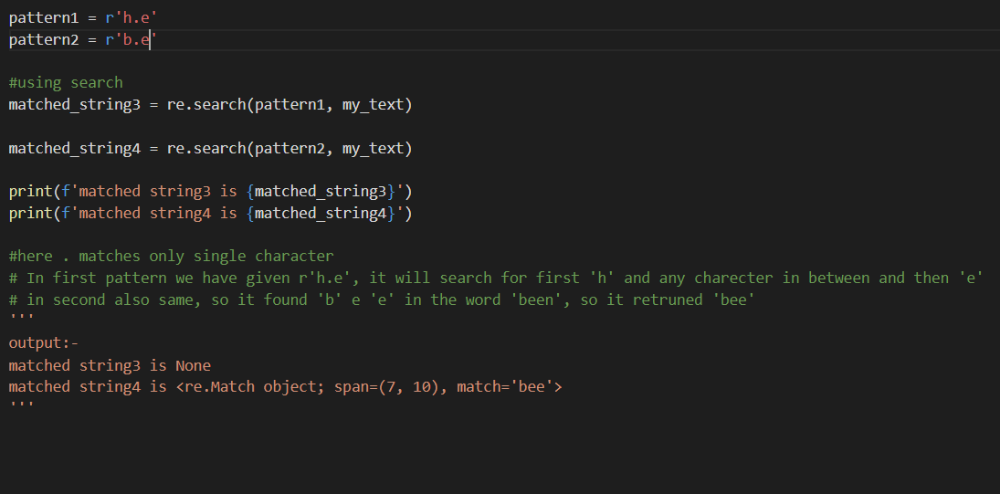 pattern1 = r'h.e'
pattern2 = r'b.e'
#using search
matched_string3 = re.search(pattern1, my_text)
matched_string4 = re.search(pattern2, my_text)
print(f'matched string3 is {matched_string3}')
print(f'matched string4 is {matched_string4}')
#here . matches only single character
# In first pattern we have given r'h.e', it will search for first 'h' and any charecter in between and then 'e'
# in second also same, so it found 'b' e 'e' in the word 'been', so it retruned 'bee'
'''
output:-
matched string3 is None
matched string4 is <re.Match object; span=(7, 10), match='bee'>
'''